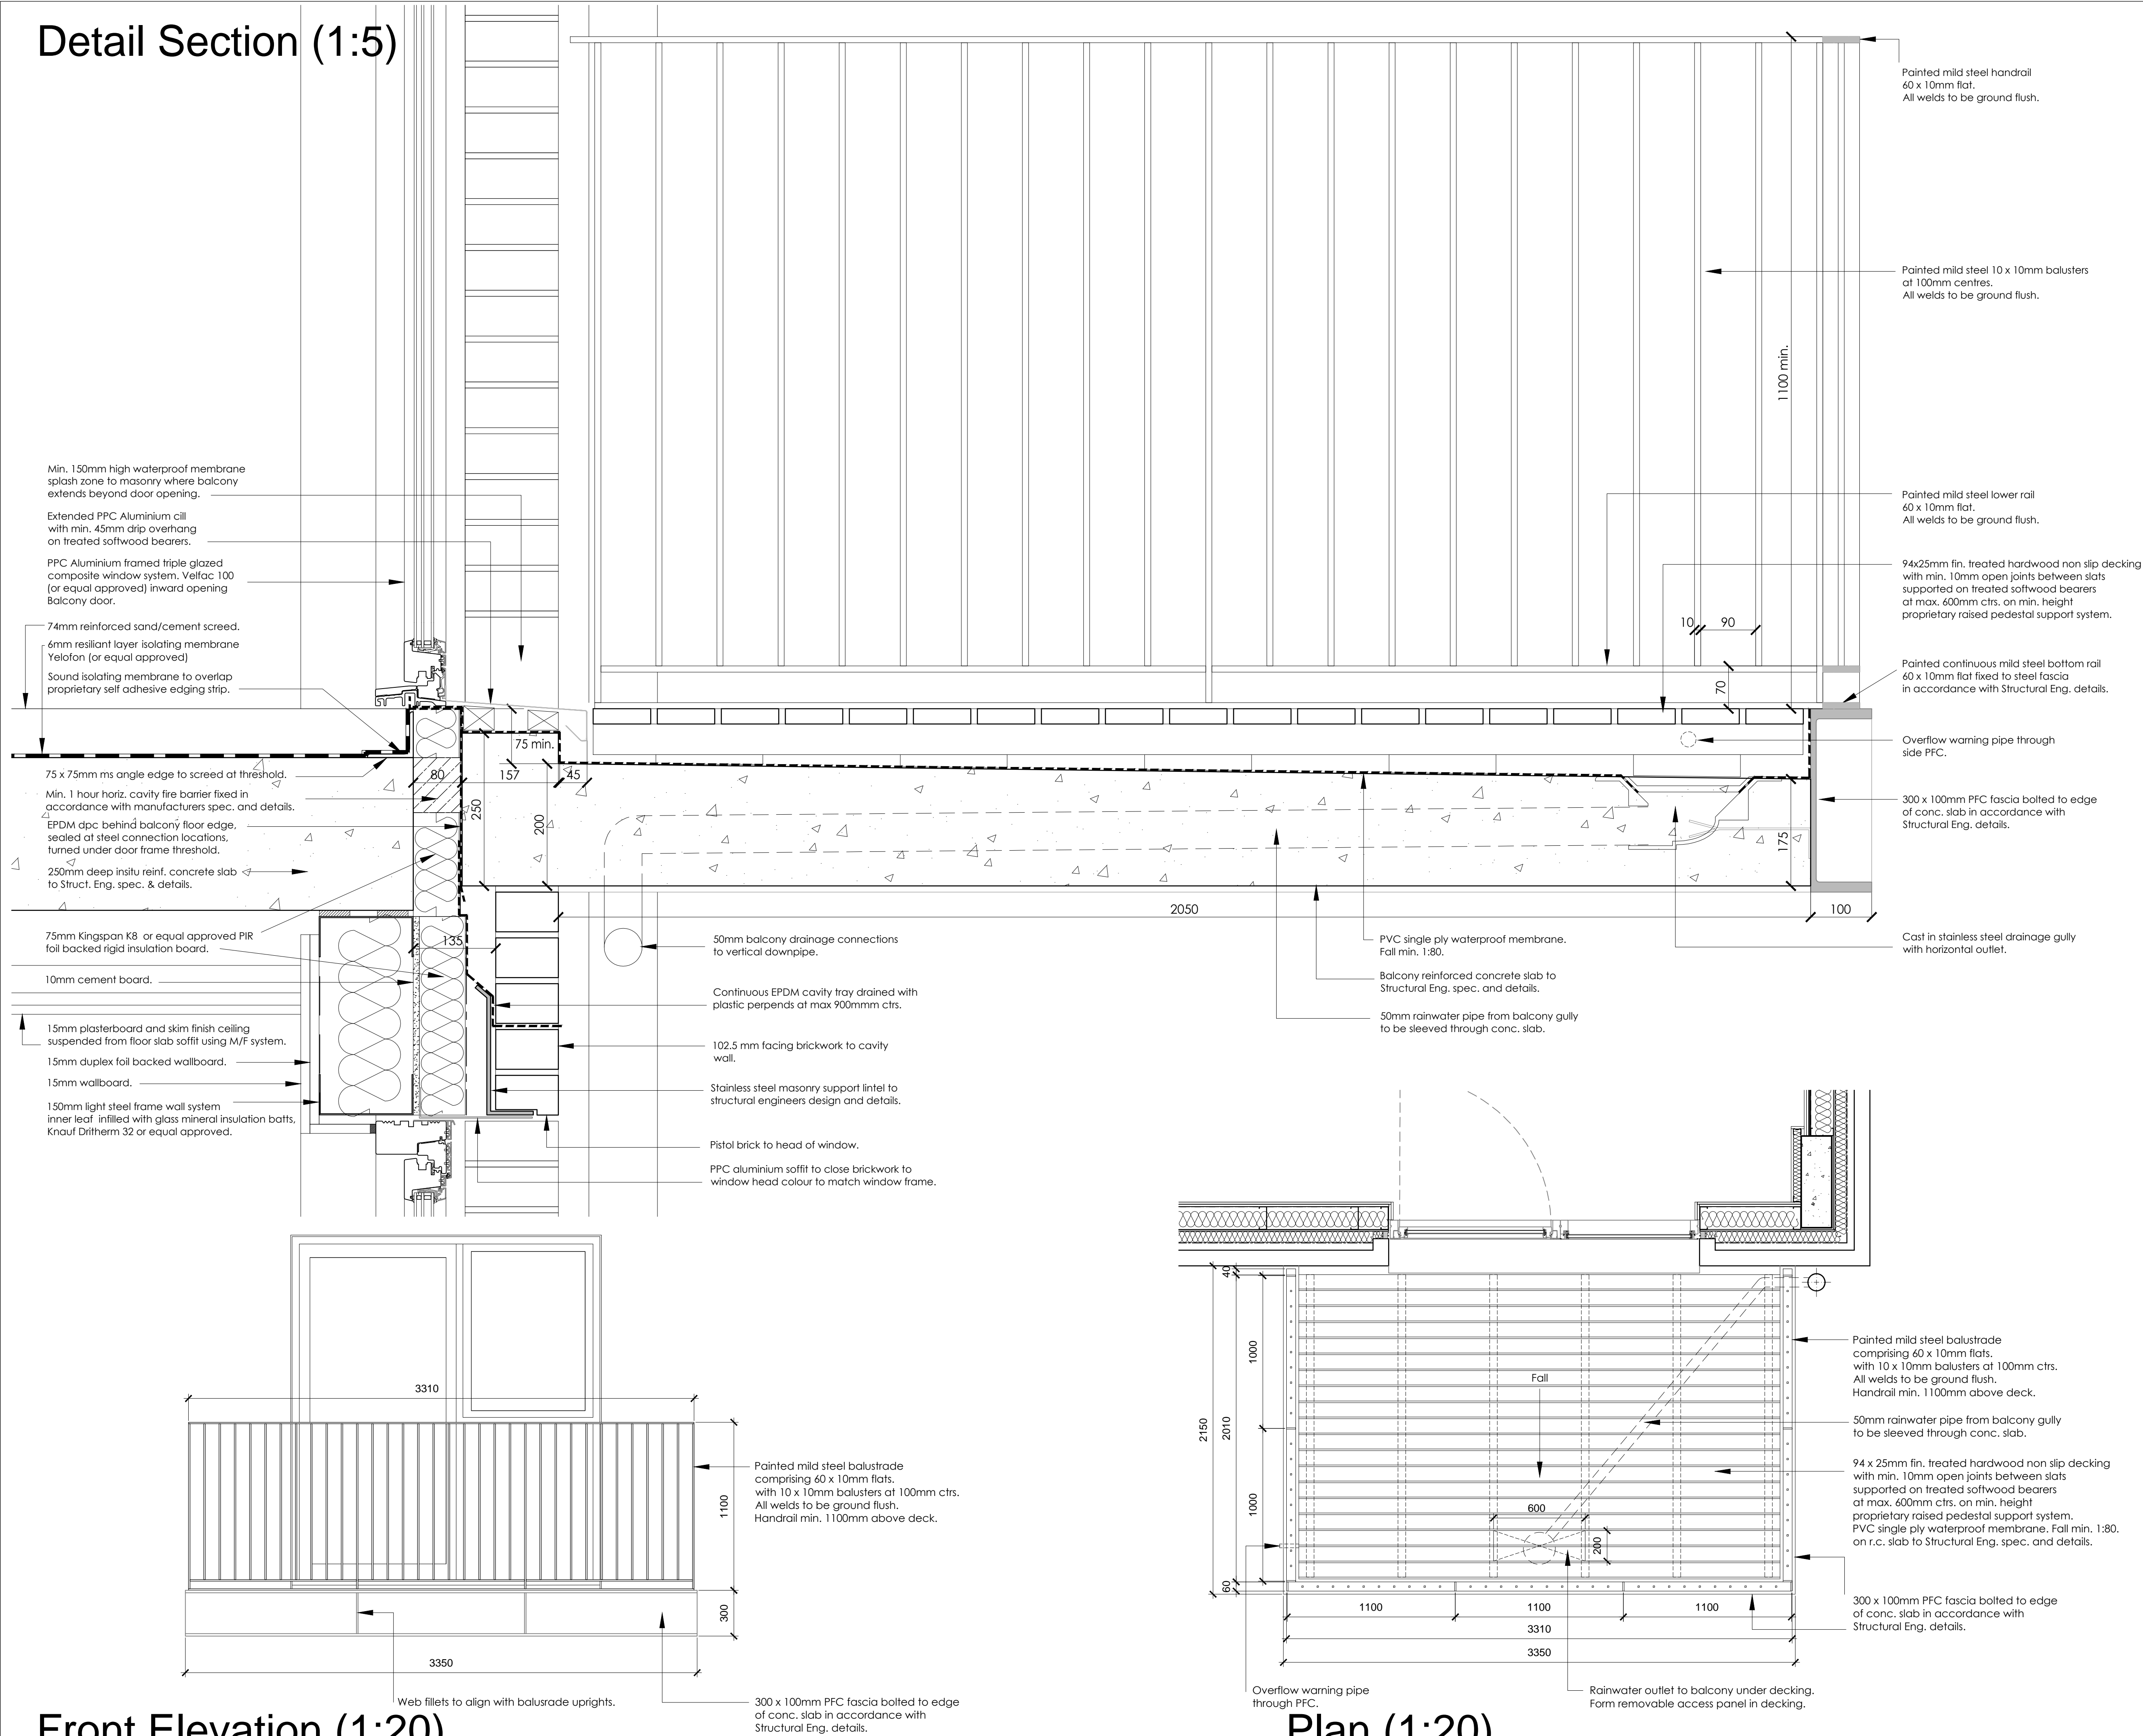 Detail Section (1:5)
Painted mild steel handrail
60 x 10mm flat.
All welds to be ground flush.
Painted mild steel 10 x 10mm balusters
at 100mm centres.
All welds to be ground flush.
1100 min.
Min. 150mm high waterproof membrane
splash zone to masonry where balcony
extends beyond door opening.
Extended PPC Aluminium cill
with min. 45mm drip overhang
on treated softwood bearers.
PPC Aluminium framed triple glazed
composite window system. Velfac 100
(or equal approved) inward opening
Balcony door.
74mm reinforced sand/cement screed.
6mm resiliant layer isolating membrane
Yelofon (or equal approved)
Sound isolating membrane to overlap
proprietary self adhesive edging strip.
75 x 75mm ms angle edge to screed at threshold.
Min. 1 hour horiz. cavity fire barrier fixed in
accordance with manufacturers spec. and details.
EPDM dpc behind balcony floor edge,
sealed at steel connection locations,
turned under door frame threshold.
250mm deep insitu reinf. concrete slab
to Struct. Eng. spec. & details.
75mm Kingspan K8 or equal approved PIR
foil backed rigid insulation board.
10mm cement board.
15mm plasterboard and skim finish ceiling
suspended from floor slab soffit using M/F system.
15mm duplex foil backed wallboard.
15mm wallboard.
150mm light steel frame wall system
inner leaf infilled with glass mineral insulation batts,
Knauf Dritherm 32 or equal approved.
75 min.
80
157
45
250
200
135
10
90
70
175
2050
100
Painted mild steel lower rail
60 x 10mm flat.
All welds to be ground flush.
94x25mm fin. treated hardwood non slip decking
with min. 10mm open joints between slats
supported on treated softwood bearers
at max. 600mm ctrs. on min. height
proprietary raised pedestal support system.
Painted continuous mild steel bottom rail
60 x 10mm flat fixed to steel fascia
in accordance with Structural Eng. details.
Overflow warning pipe through
side PFC.
300 x 100mm PFC fascia bolted to edge
of conc. slab in accordance with
Structural Eng. details.
Cast in stainless steel drainage gully
with horizontal outlet.
50mm balcony drainage connections
to vertical downpipe.
Continuous EPDM cavity tray drained with
plastic perpends at max 900mmm ctrs.
102.5 mm facing brickwork to cavity
wall.
Stainless steel masonry support lintel to
structural engineers design and details.
Pistol brick to head of window.
PPC aluminium soffit to close brickwork to
window head colour to match window frame.
PVC single ply waterproof membrane.
Fall min. 1:80.
Balcony reinforced concrete slab to
Structural Eng. spec. and details.
50mm rainwater pipe from balcony gully
to be sleeved through conc. slab.
3310
1100
300
3350
Painted mild steel balustrade
comprising 60 x 10mm flats.
with 10 x 10mm balusters at 100mm ctrs.
All welds to be ground flush.
Handrail min. 1100mm above deck.
Web fillets to align with balusrade uprights.
300 x 100mm PFC fascia bolted to edge
of conc. slab in accordance with
Structural Eng. details.
Front Elevation (1:20)
40
1000
2150
2010
1000
60
Fall
600
200
1100
1100
1100
3310
3350
Painted mild steel balustrade
comprising 60 x 10mm flats.
with 10 x 10mm balusters at 100mm ctrs.
All welds to be ground flush.
Handrail min. 1100mm above deck.
50mm rainwater pipe from balcony gully
to be sleeved through conc. slab.
94 x 25mm fin. treated hardwood non slip decking
with min. 10mm open joints between slats
supported on treated softwood bearers
at max. 600mm ctrs. on min. height
proprietary raised pedestal support system.
PVC single ply waterproof membrane. Fall min. 1:80.
on r.c. slab to Structural Eng. spec. and details.
300 x 100mm PFC fascia bolted to edge
of conc. slab in accordance with
Structural Eng. details.
Overflow warning pipe
through PFC.
Rainwater outlet to balcony under decking.
Form removable access panel in decking.
Plan (1:20)